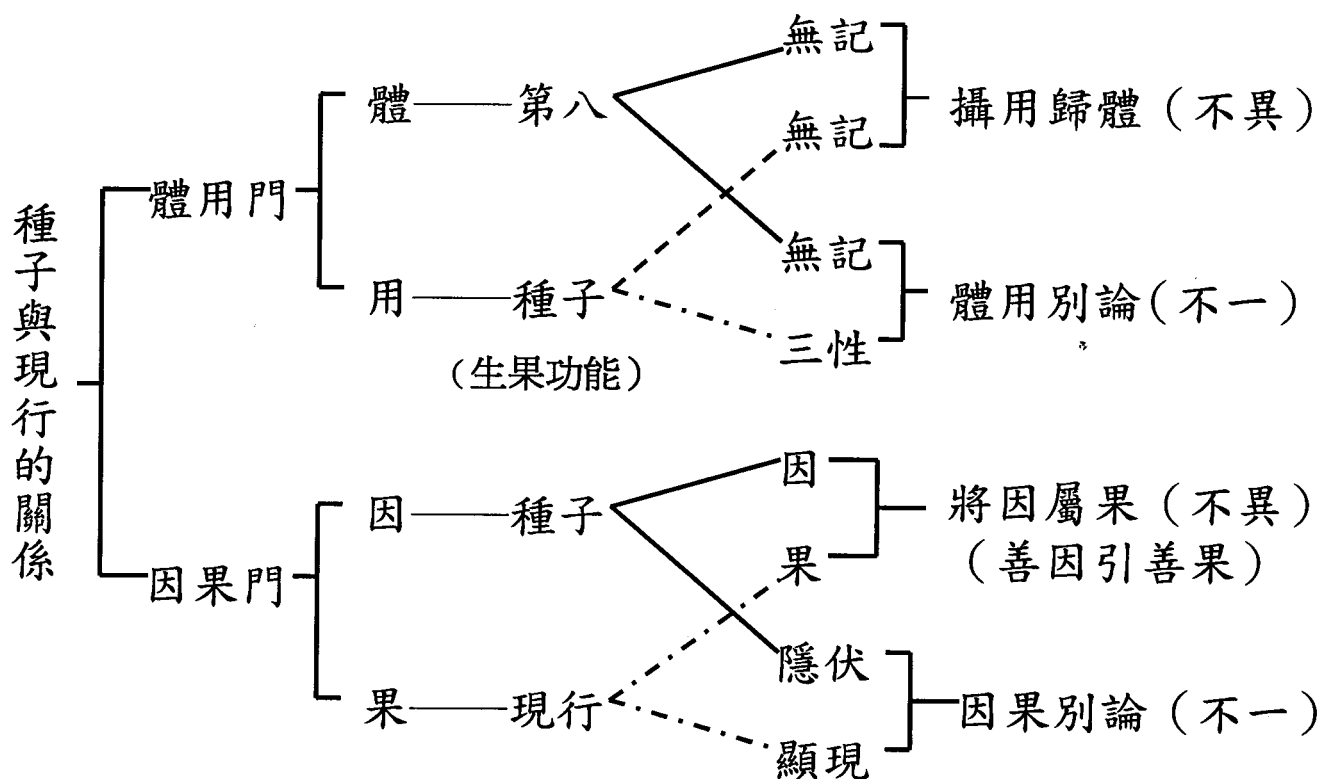 種子與現行的關係
體用門
體
第八
用
種子
（生果功能）
無記
無記
攝用歸體（不異）
無記
三性
體用別論（不一）
因果門
因
種子
果
現行
因
果
將因屬果（不異）
（善因引善果）
隱伏
顯現
因果別論（不一）